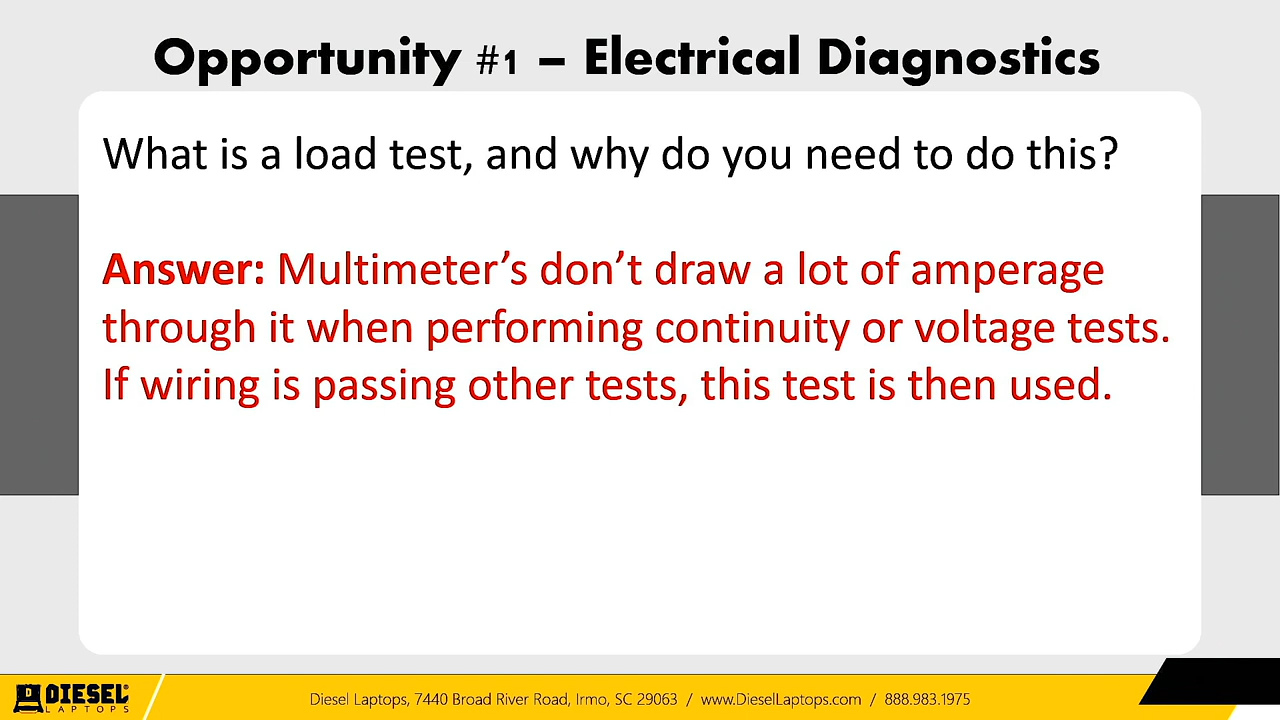 Opportunity #1 – Electrical Diagnostics
What is a load test, and why do you need to do this?
Answer: Multimeter’s don’t draw a lot of amperage
through it when performing continuity or voltage tests.
If wiring is passing other tests, this test is then used.
DIESEL
LAPTOPS
Diesel Laptops, 7440 Broad River Road, Irmo, SC 29063 / www.DieselLaptops.com / 888.983.1975